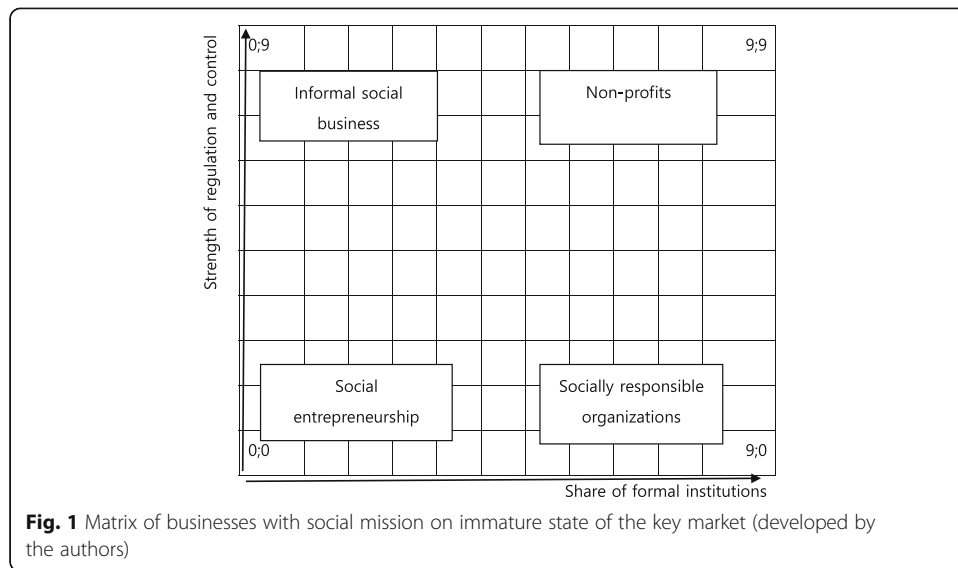 Strength of regulation and control
0;9
9;9
Informal social
business
Non-profits
Social
entrepreneurship
Socially responsible
organizations
0;0
9;0
Share of formal institutions
Fig. 1 Matrix of businesses with social mission on immature state of the key market (developed by
the authors)